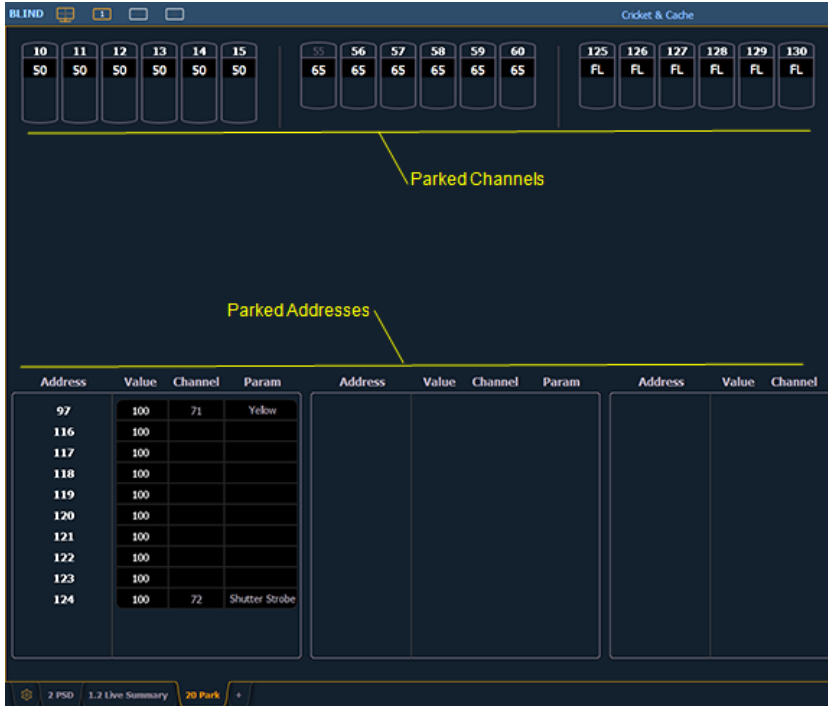 BLIND 1 Cricket & Cache
10 11 12 13 14 15 55 56 57 58 59 60 125 126 127 128 129 130
50 50 50 50 50 50 65 65 65 65 65 65 FL FL FL FL FL FL
Parked Channels
Parked Addresses
Address Value Channel Param Address Value Channel Param Address Value Channel
97 100 71 Yellow
116 100
117 100
118 100
119 100
120 100
121 100
122 100
123 100
124 100 72 Shutter Strobe
2 PSD 1.2 Live Summary 20 Park +